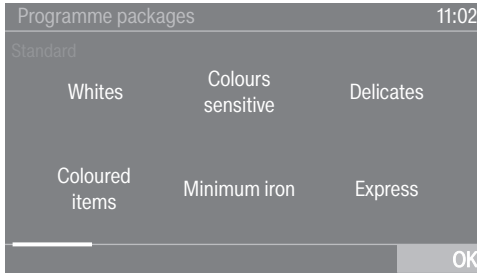 Programme packages 11:02
Standard
Whites
Colours
sensitive
Delicates
Coloured
items
Minimum iron
Express
OK